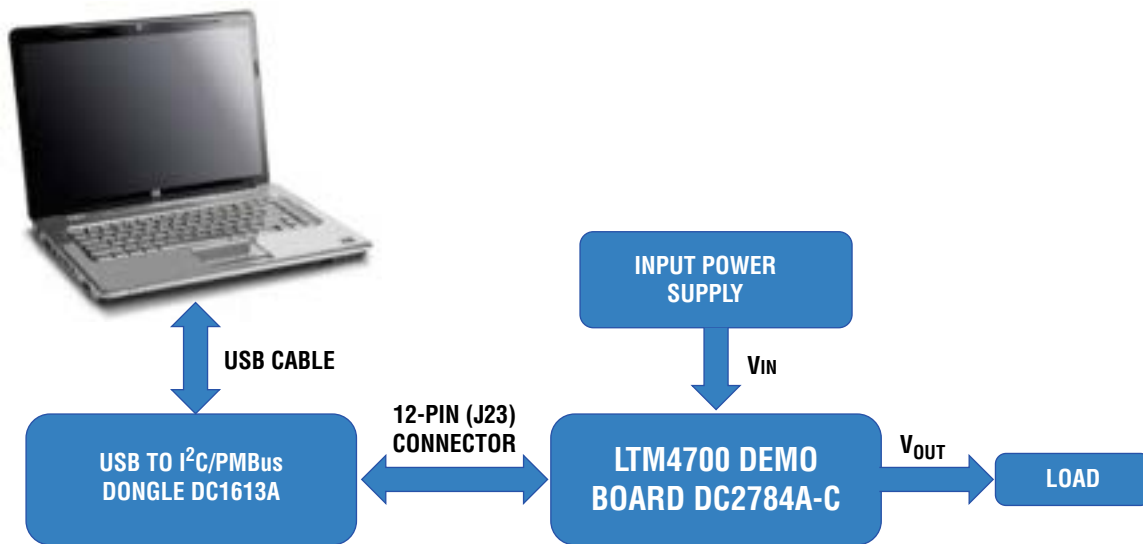 INPUT POWER
SUPPLY
USB CABLE
VIN
12-PIN (J23)
CONNECTOR
USB TO I²C/PMBus
DONGLE DC1613A
LTM4700 DEMO
BOARD DC2784A-C
VOUT
LOAD